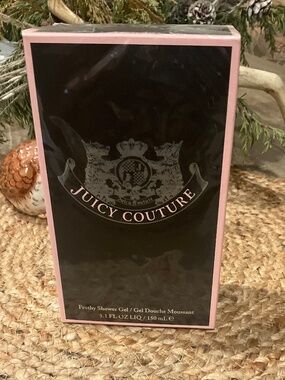 JUICY COUTURE
Frothy Shower Gel / Gel Douche Moussant
5.1 FL OZ LIQ / 150 mL ℮